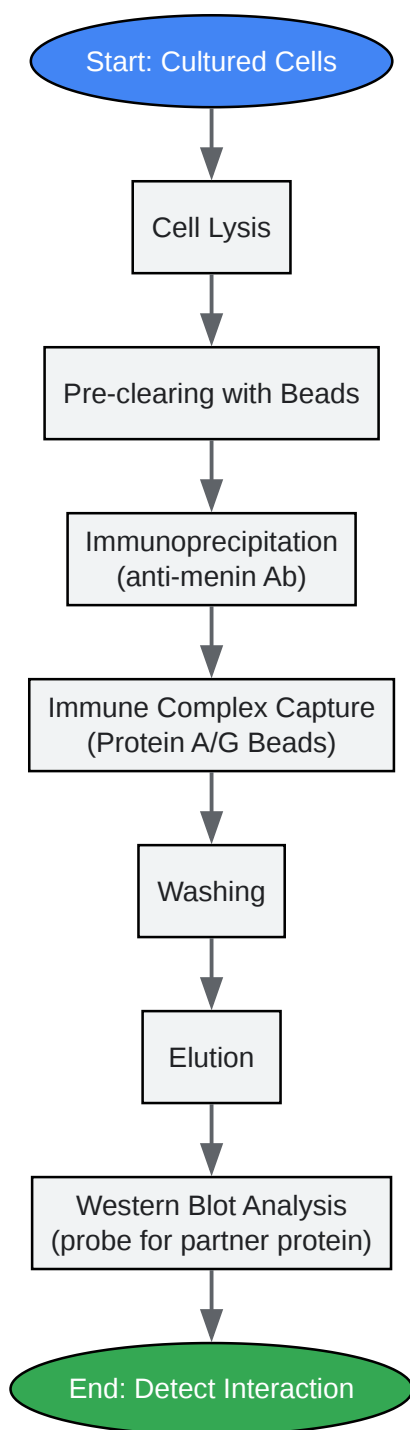 Start: Cultured Cells
Cell Lysis
Pre-clearing with Beads
Immunoprecipitation
(anti-menin Ab)
Immune Complex Capture
(Protein A/G Beads)
Washing
Elution
Western Blot Analysis
(probe for partner protein)
End: Detect Interaction